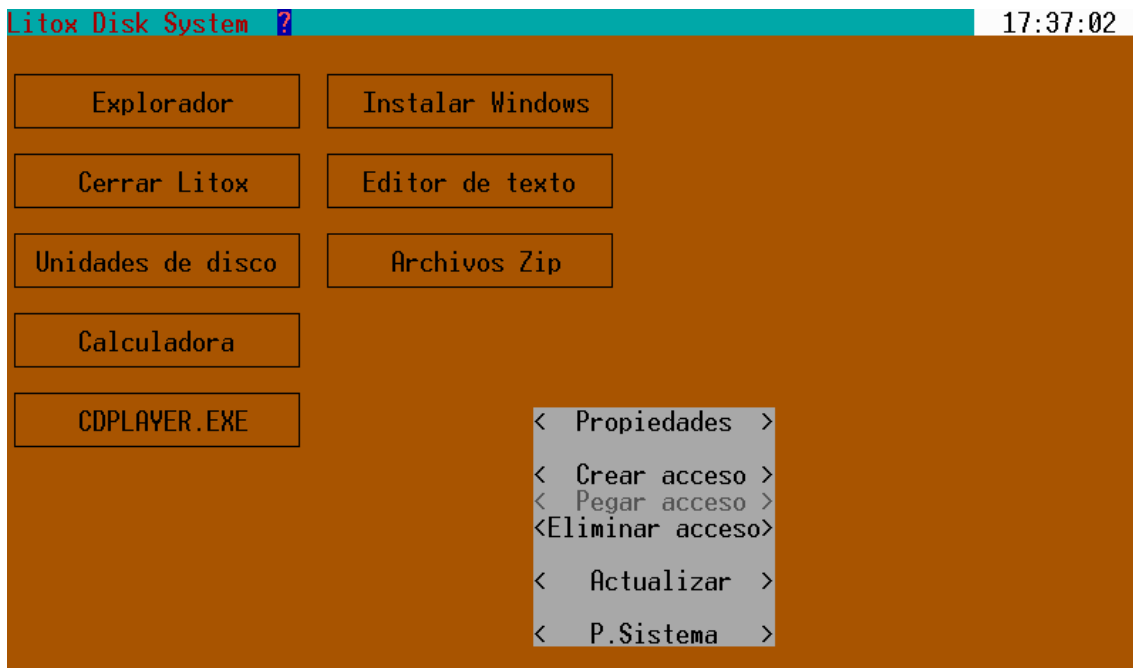 Litox Disk System ? 17:37:02
Explorador Instalar Windows
Cerrar Litox Editor de texto
Unidades de disco Archivos Zip
Calculadora
CDPLAYER.EXE
< Propiedades >
< Crear acceso >
< Pegar acceso >
<Eliminar acceso>
< Actualizar >
< P.Sistema >